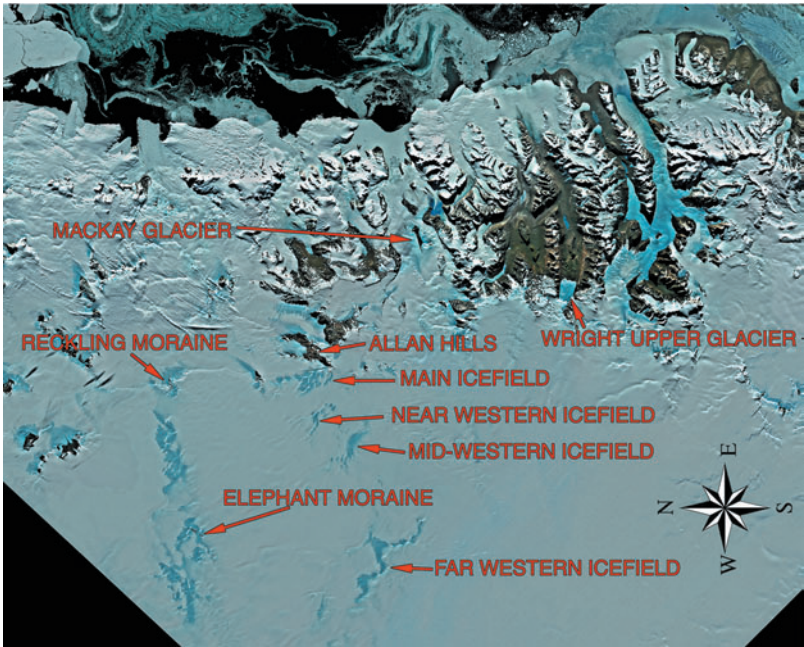 MACKAY GLACIER
RECKLING MORAINE
ALLAN HILLS
WRIGHT UPPER GLACIER
MAIN ICEFIELD
NEAR WESTERN ICEFIELD
MID-WESTERN ICEFIELD
E
ELEPHANT MORAINE
N
S
W
FAR WESTERN ICEFIELD